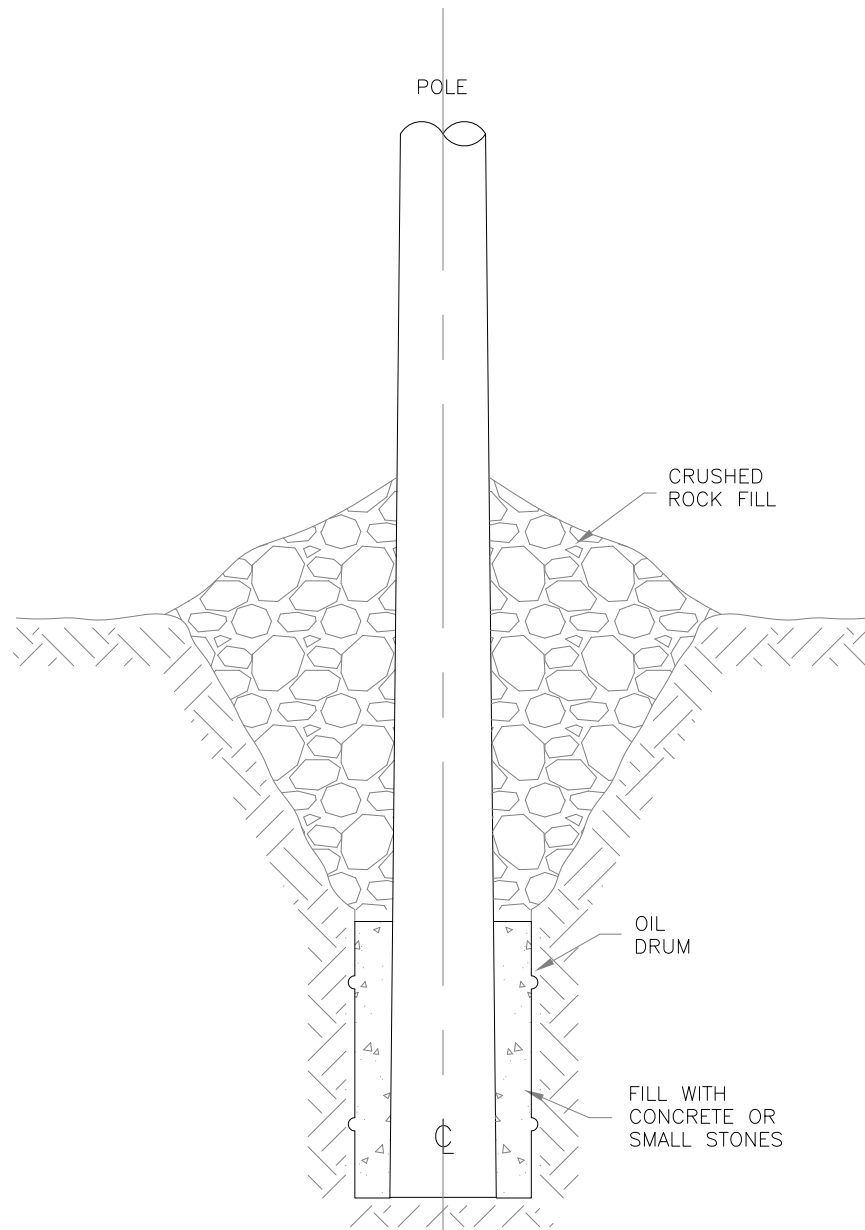 POLE
CRUSHED
ROCK FILL
OIL
DRUM
FILL WITH
CONCRETE OR
SMALL STONES
℄